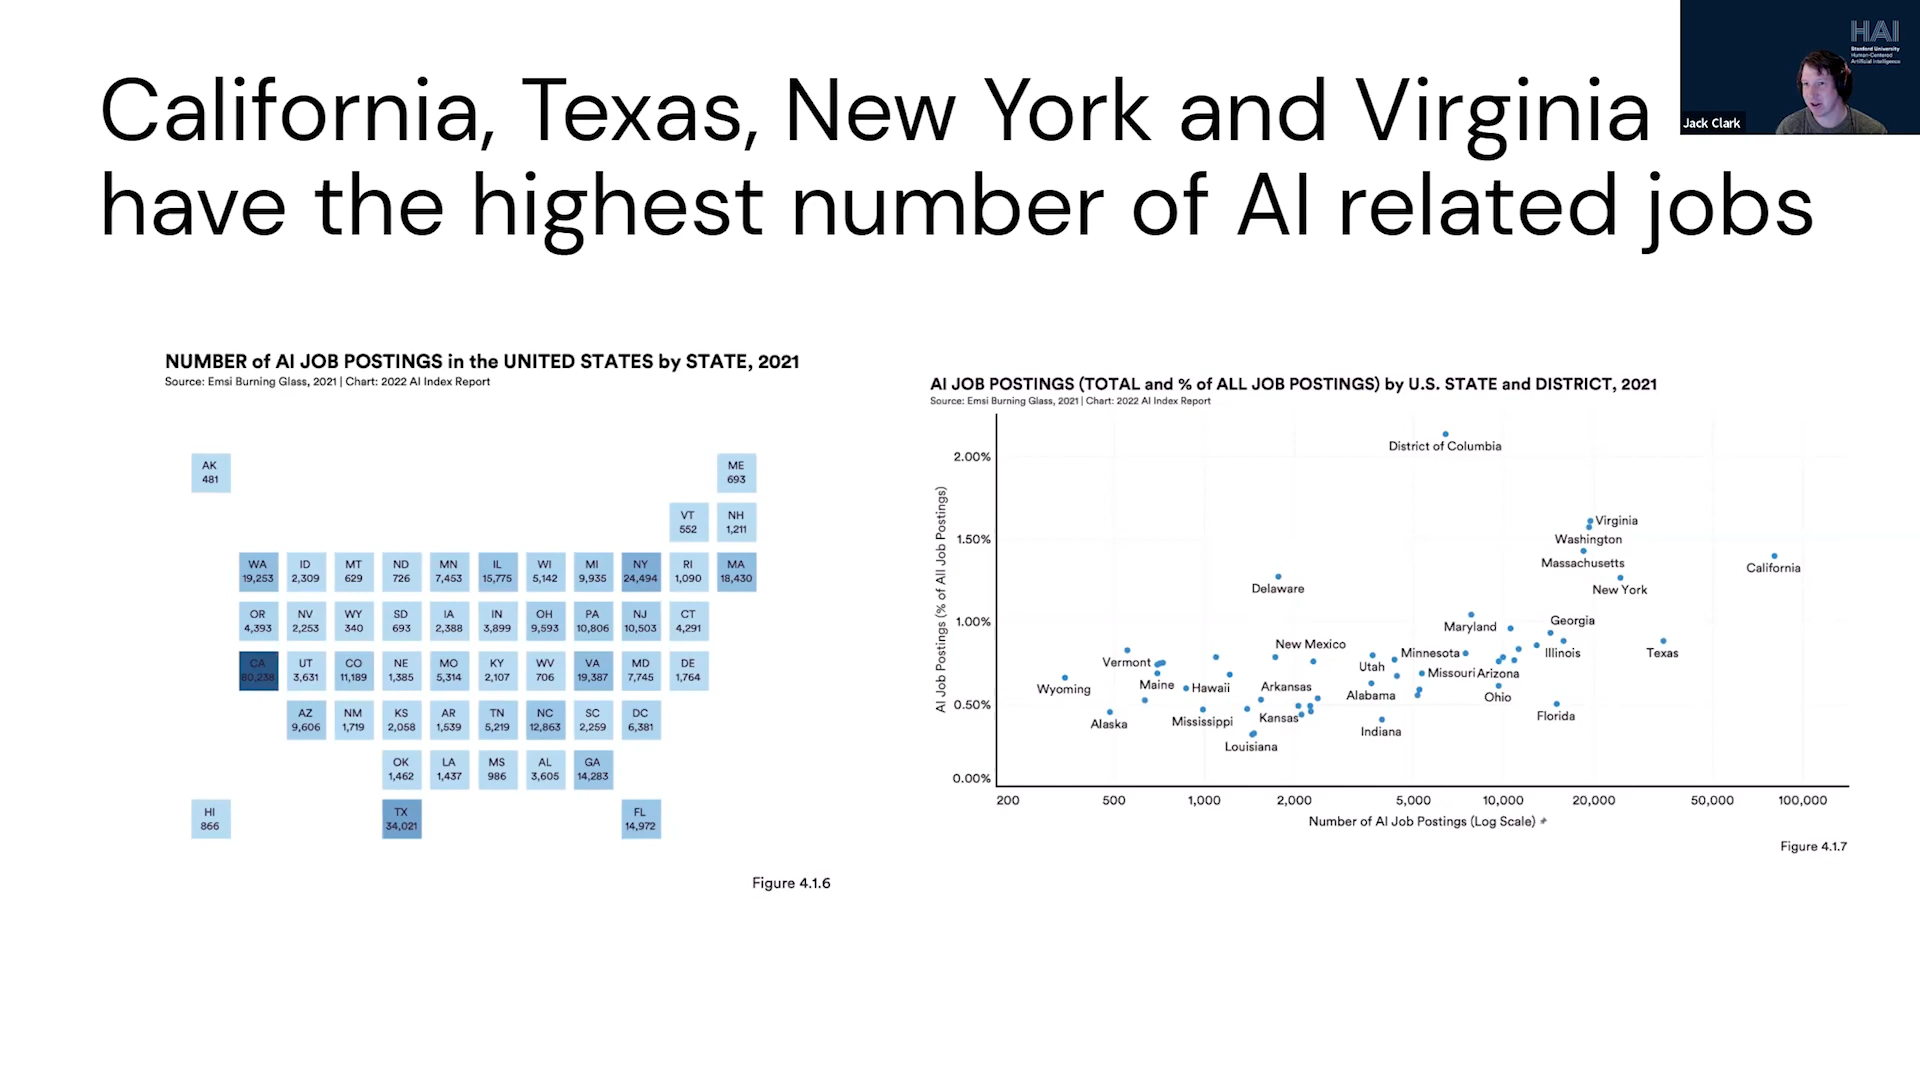 California, Texas, New York and Virginia
have the highest number of AI related jobs
HAI
Stanford University
Human-Centered
Artificial Intelligence
Jack Clark
NUMBER of AI JOB POSTINGS in the UNITED STATES by STATE, 2021
Source: Emsi Burning Glass, 2021 | Chart: 2022 AI Index Report
AK
481
ME
693
VT
552
NH
1,211
WA
19,253
ID
2,309
MT
629
ND
726
MN
7,453
IL
15,775
WI
5,142
MI
9,935
NY
24,494
RI
1,090
MA
18,430
OR
4,393
NV
2,253
WY
340
SD
693
IA
2,388
IN
3,899
OH
9,593
PA
10,806
NJ
10,503
CT
4,291
CA
80,238
UT
3,631
CO
11,189
NE
1,385
MO
5,314
KY
2,107
WV
706
VA
19,387
MD
7,745
DE
1,764
AZ
9,606
NM
1,719
KS
2,058
AR
1,539
TN
5,219
NC
12,863
SC
2,259
DC
6,381
OK
1,462
LA
1,437
MS
986
AL
3,605
GA
14,283
HI
866
TX
34,021
FL
14,972
Figure 4.1.6
AI JOB POSTINGS (TOTAL and % of ALL JOB POSTINGS) by U.S. STATE and DISTRICT, 2021
Source: Emsi Burning Glass, 2021 | Chart: 2022 AI Index Report
AI Job Postings (% of All Job Postings)
2.00%
1.50%
1.00%
0.50%
0.00%
District of Columbia
Virginia
Washington
Massachusetts
California
Delaware
New York
Maryland
Georgia
New Mexico
Minnesota
Illinois
Texas
Vermont
Utah
Missouri
Arizona
Wyoming
Maine
Hawaii
Arkansas
Alabama
Ohio
Alaska
Mississippi
Kansas
Florida
Indiana
Louisiana
200
500
1,000
2,000
5,000
10,000
20,000
50,000
100,000
Number of AI Job Postings (Log Scale)
Figure 4.1.7